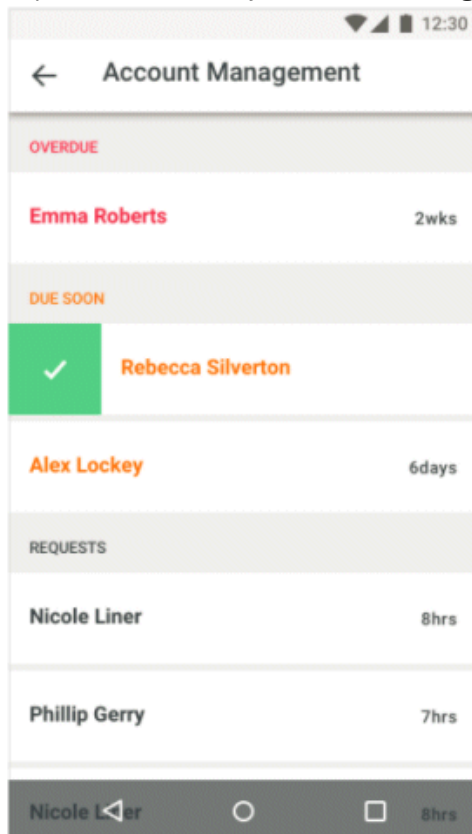 12:30
Account Management
OVERDUE
Emma Roberts 2wks
DUE SOON
Rebecca Silverton
Alex Lockey 6days
REQUESTS
Nicole Liner 8hrs
Phillip Gerry 7hrs
Nicole 8hrs